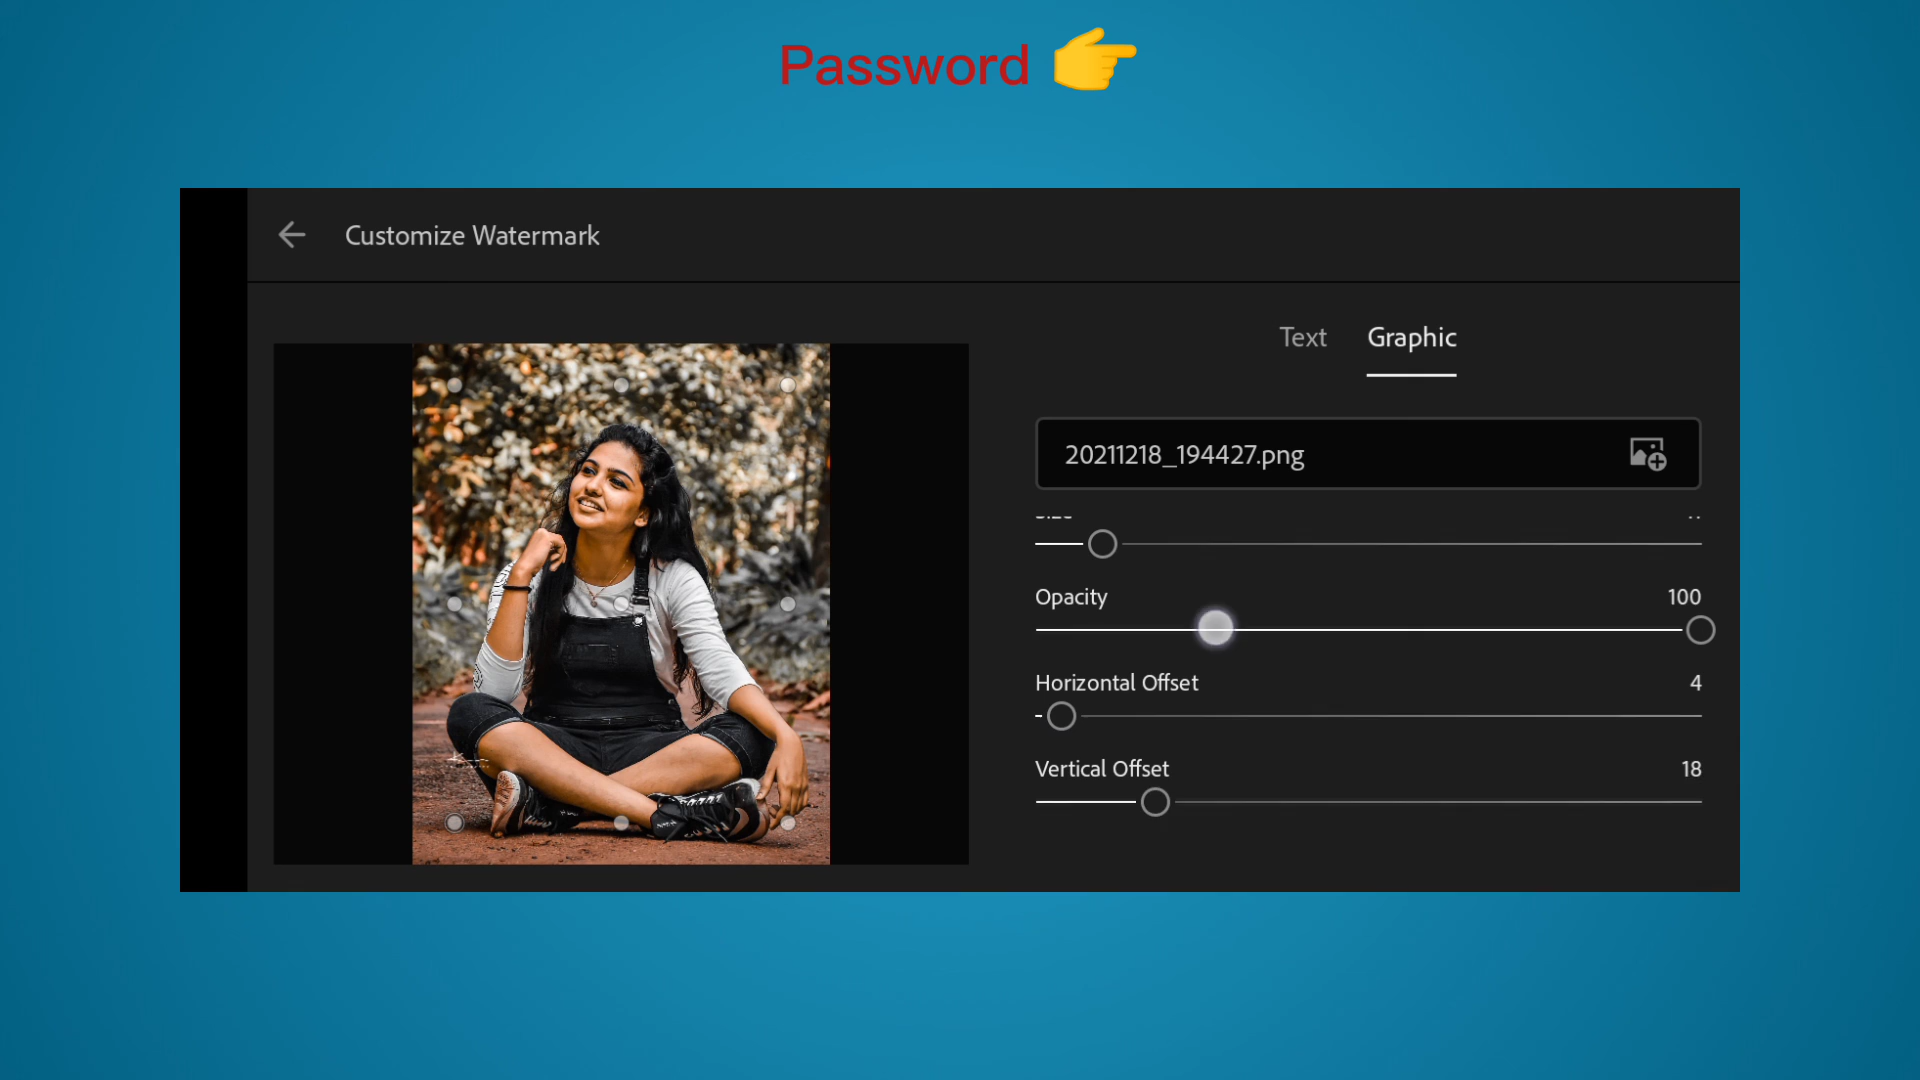 Password 👉
Customize Watermark
Text Graphic
20211218_194427.png
Opacity 100
Horizontal Offset 4
Vertical Offset 18